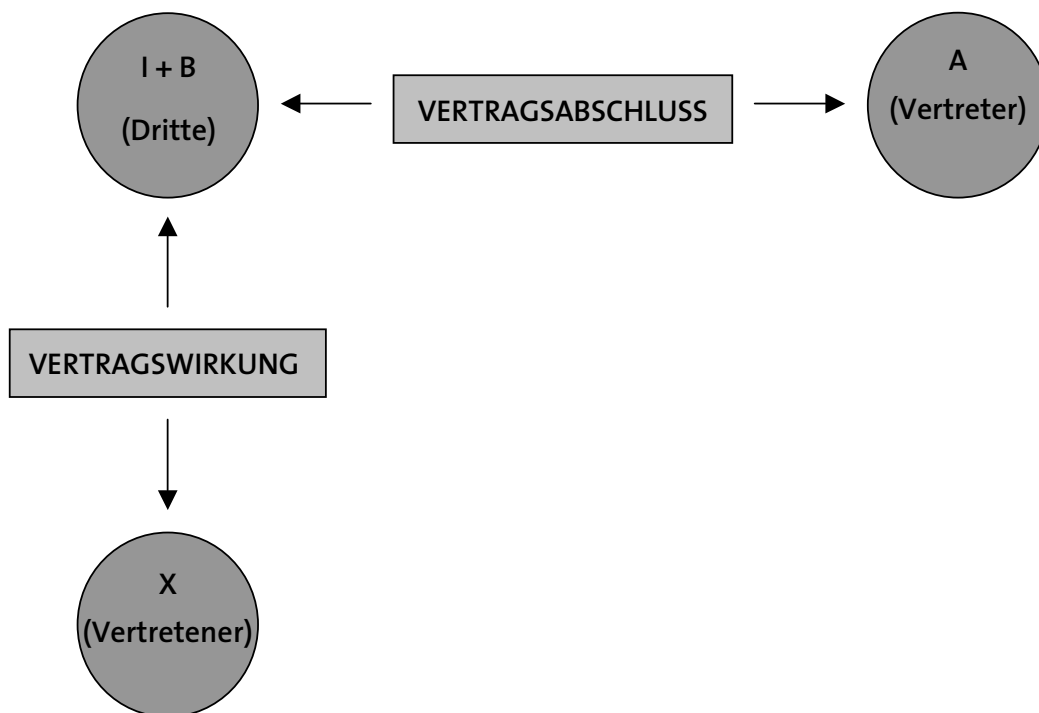 I + B
(Dritte)
VERTRAGSABSCHLUSS
A
(Vertreter)
VERTRAGSWIRKUNG
X
(Vertretener)